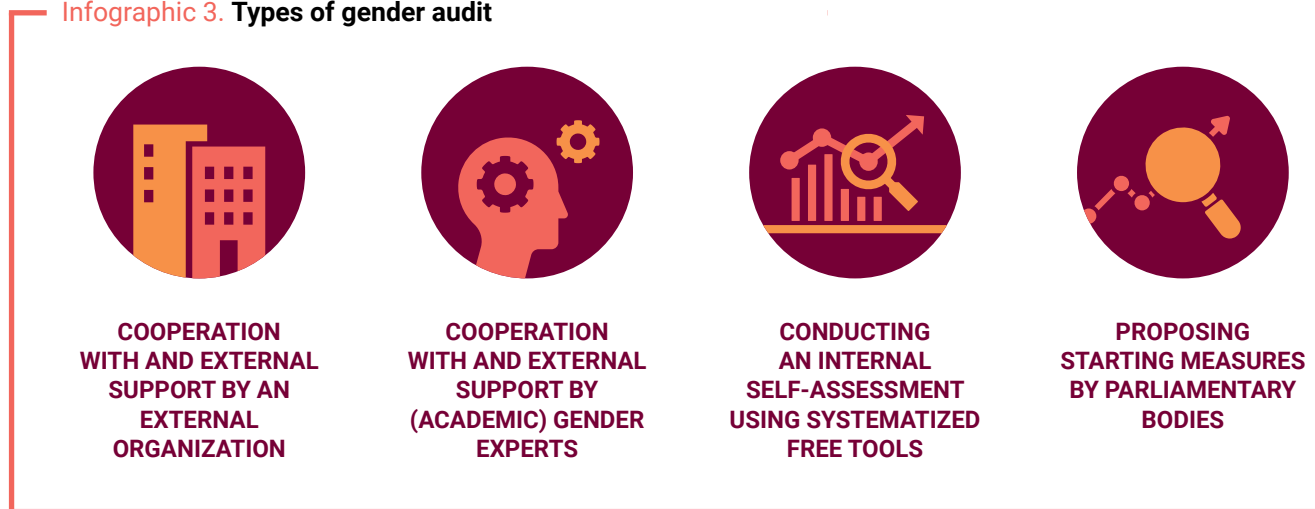 Infographic 3. Types of gender audit
COOPERATION
WITH AND EXTERNAL
SUPPORT BY AN
EXTERNAL
ORGANIZATION
COOPERATION
WITH AND EXTERNAL
SUPPORT BY
(ACADEMIC) GENDER
EXPERTS
CONDUCTING
AN INTERNAL
SELF-ASSESSMENT
USING SYSTEMATIZED
FREE TOOLS
PROPOSING
STARTING MEASURES
BY PARLIAMENTARY
BODIES